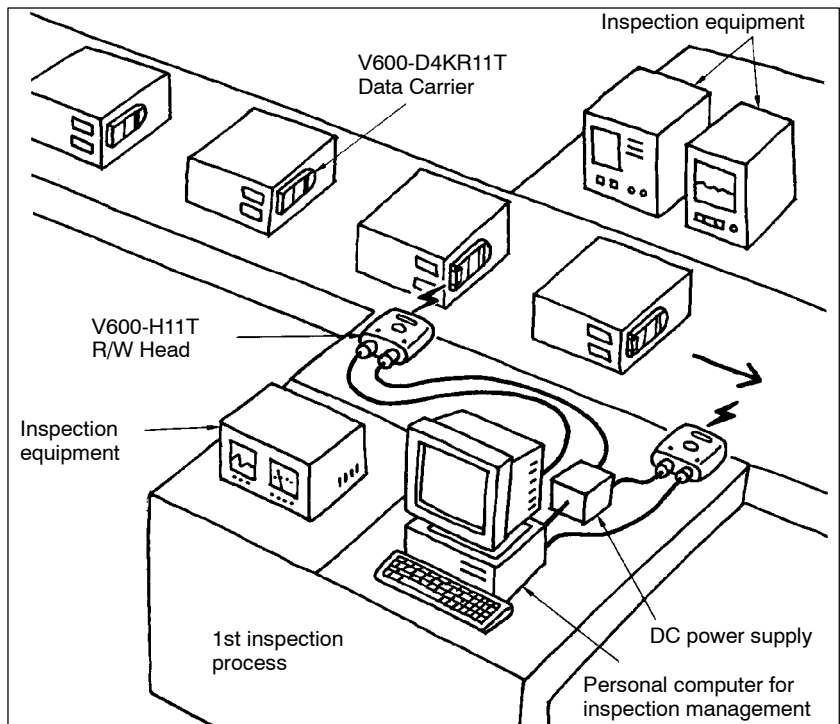 Inspection equipment
V600-D4KR11T
Data Carrier
V600-H11T
R/W Head
Inspection
equipment
1st inspection
process
DC power supply
Personal computer for
inspection management